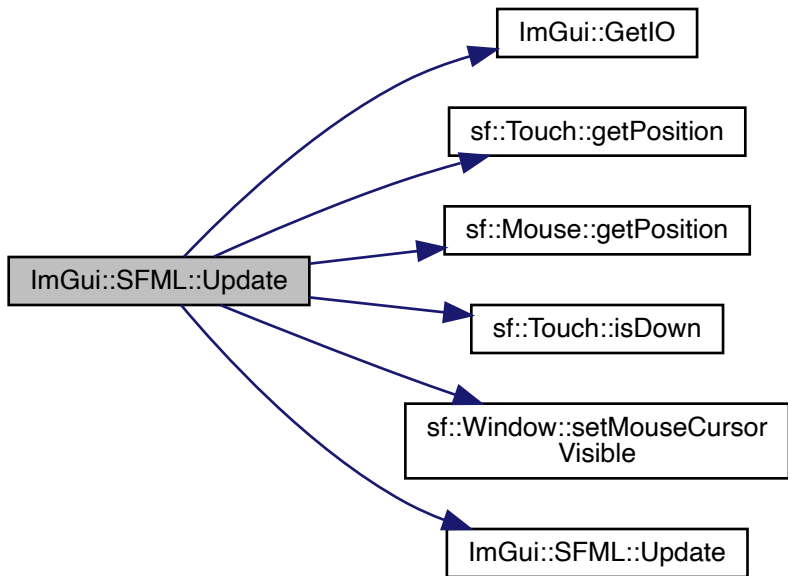 ImGui::GetIO
sf::Touch::getPosition
sf::Mouse::getPosition
ImGui::SFML::Update
sf::Touch::isDown
sf::Window::setMouseCursor
Visible
ImGui::SFML::Update